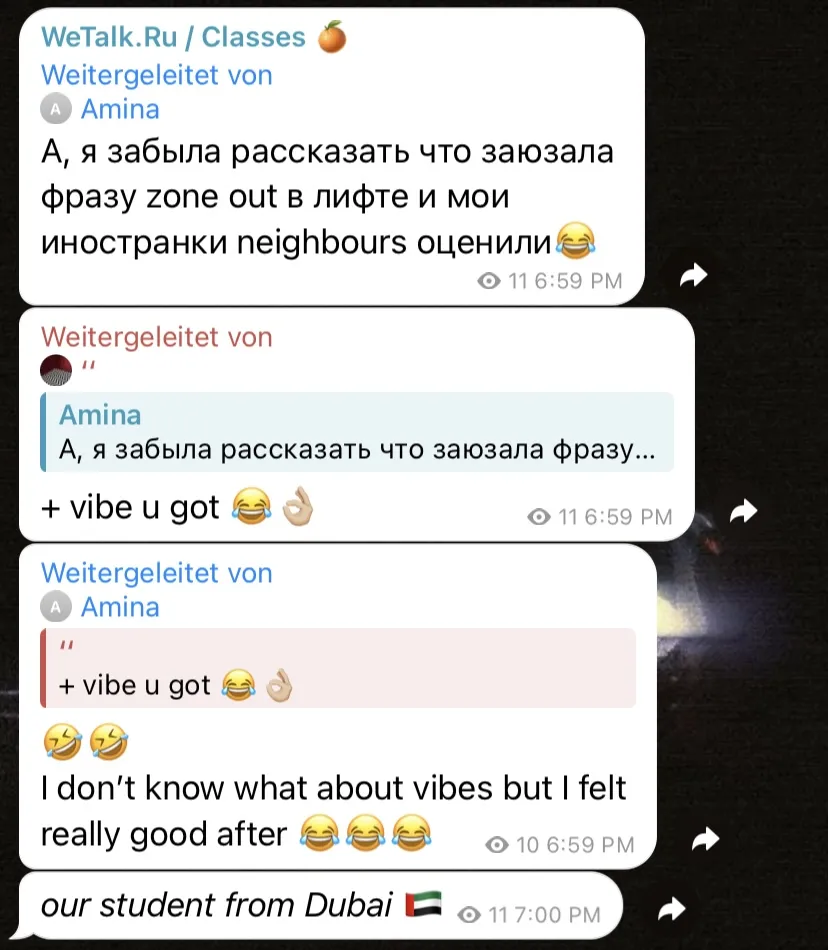 WeTalk.Ru / Classes 🍊
Weitergeleitet von
A Amina
А, я забыла рассказать что заюзала
фразу zone out в лифте и мои
иностранки neighbours оценили😂
11 6:59 PM
Weitergeleitet von
‘‘
Amina
А, я забыла рассказать что заюзала фразу...
+ vibe u got 😂👌🏼
11 6:59 PM
Weitergeleitet von
A Amina
‘‘
+ vibe u got 😂👌🏼
🤣🤣
I don’t know what about vibes but I felt
really good after 😂😂😂
10 6:59 PM
our student from Dubai 🇦🇪
11 7:00 PM